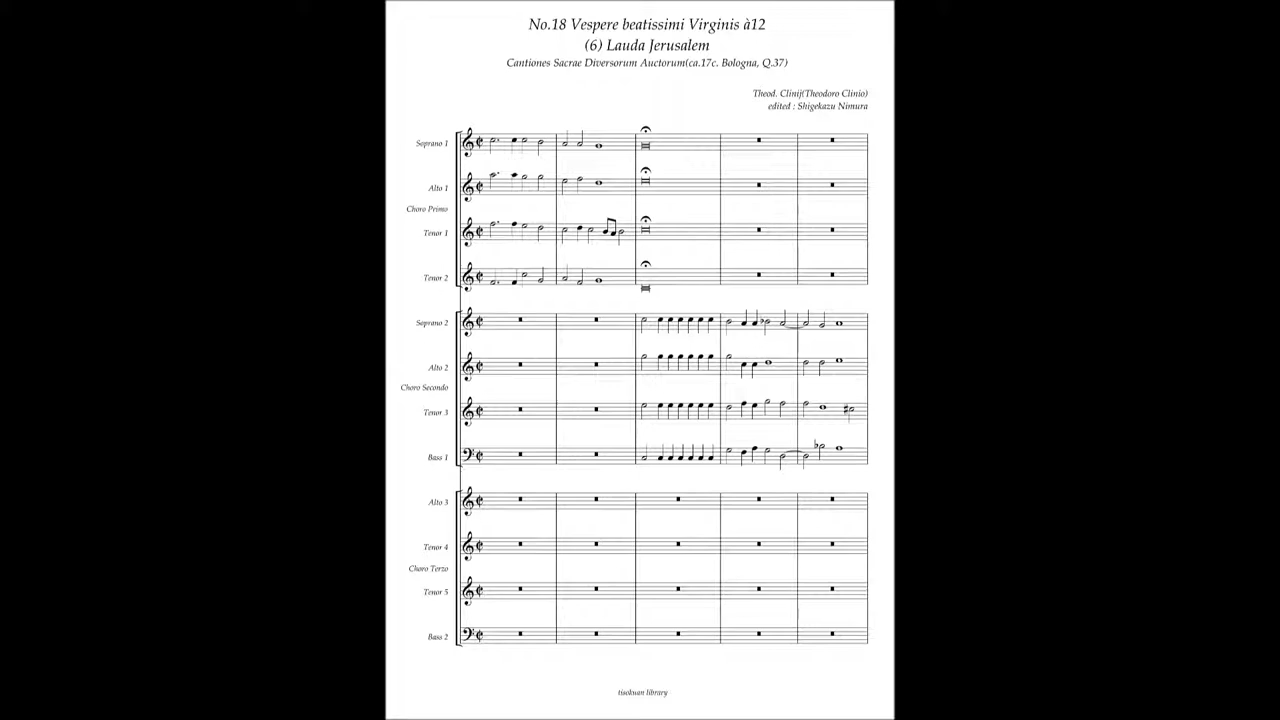 No.18 Vespere beatissimi Virginis à12
(6) Lauda Jerusalem
Cantiones Sacrae Diversorum Auctorum(ca.17c. Bologna, Q.37)
Theod. Clinij(Theodoro Clinio)
edited : Shigekazu Nimura
Soprano 1
Alto 1
Choro Primo
Tenor 1
Tenor 2
Soprano 2
Alto 2
Choro Secondo
Tenor 3
Bass 1
Alto 3
Tenor 4
Choro Terzo
Tenor 5
Bass 2
tisokuan library